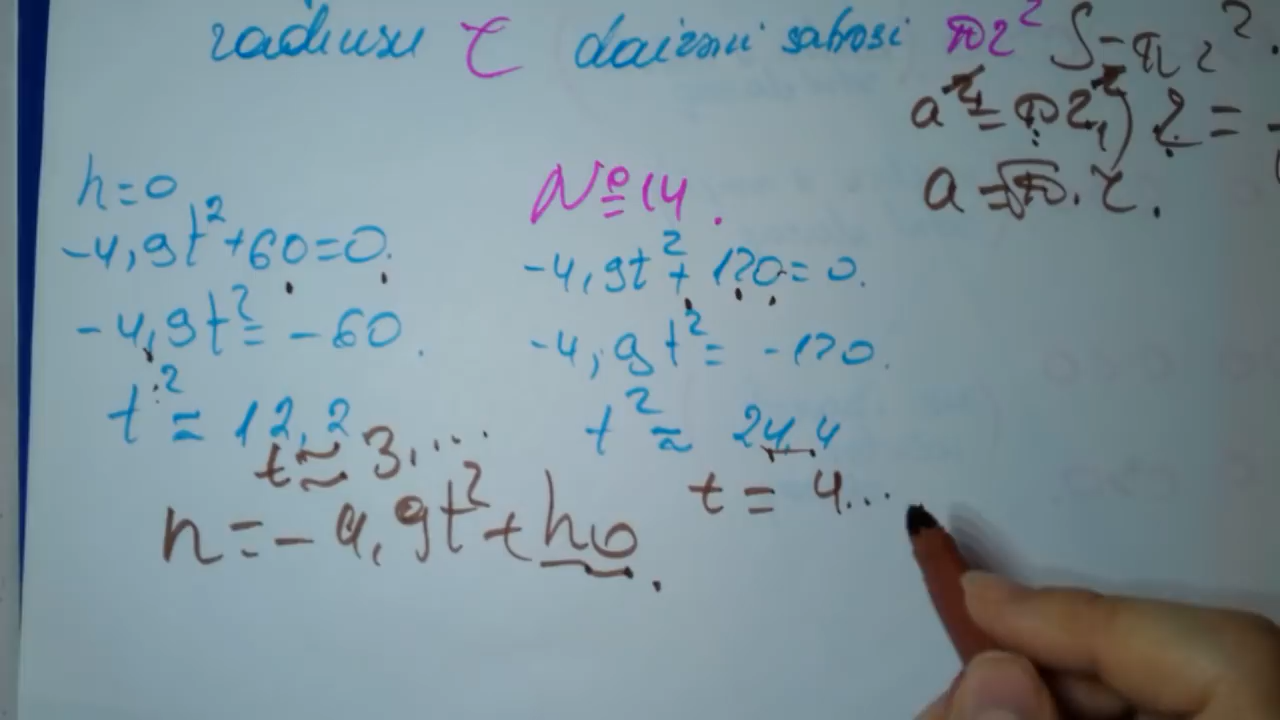 radiusu r dairəni sahəsi πr² S=πr².
a²=πr², r=
a=√π·r.
h=0
-4,9t²+60=0.
-4,9t²=-60.
t²≈12,2
t≈3,...
№14.
-4,9t²+120=0.
-4,9t²=-120.
t²≈24,4
t=4...
h=-4,9t²+h₀.